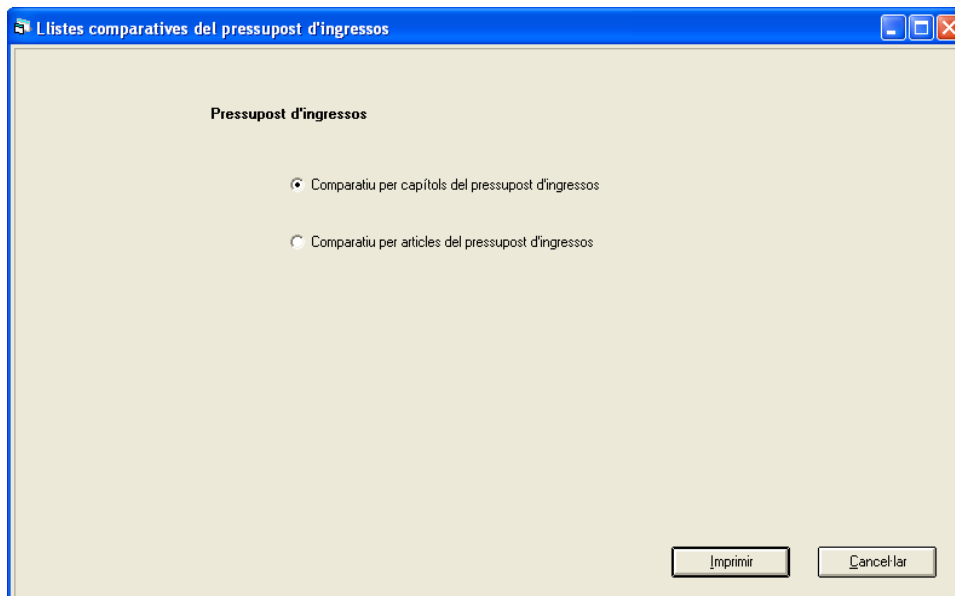 Llistes comparatives del pressupost d'ingressos
Pressupost d'ingressos
Comparatiu per capítols del pressupost d'ingressos
Comparatiu per articles del pressupost d'ingressos
Imprimir
Cancel·lar